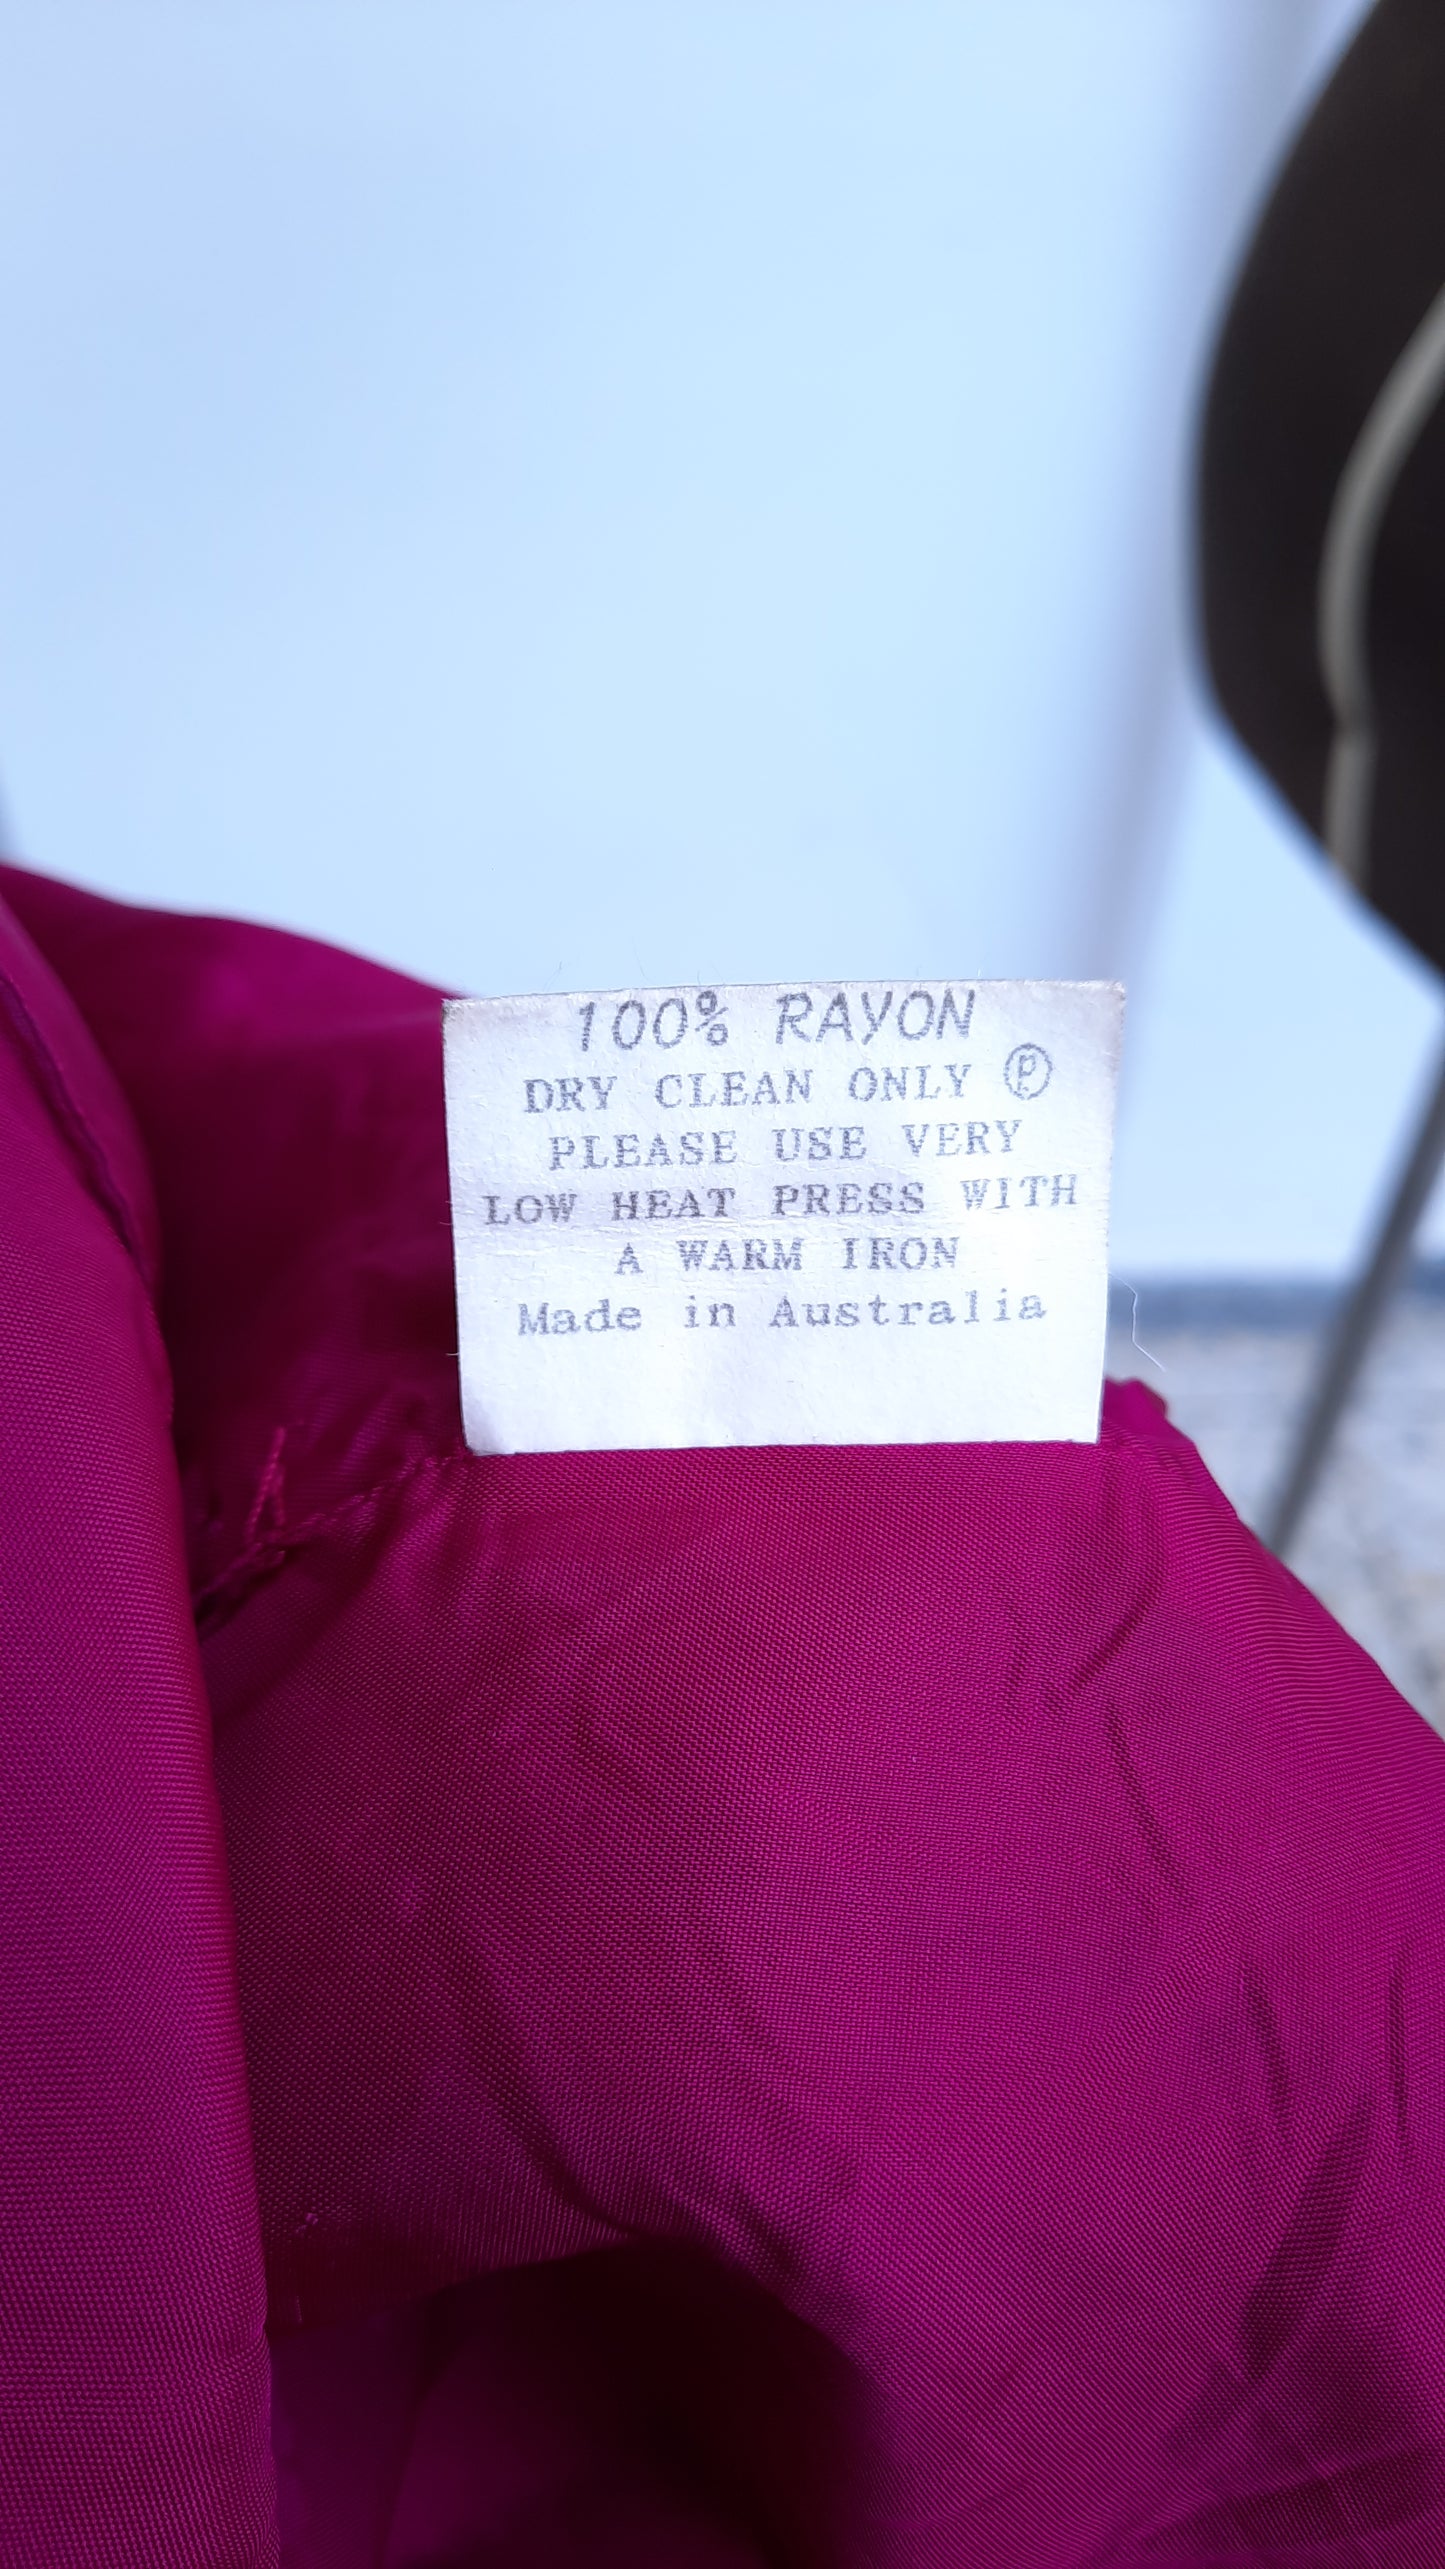 100% RAYON
DRY CLEAN ONLY Ⓟ
PLEASE USE VERY
LOW HEAT PRESS WITH
A WARM IRON
Made in Australia